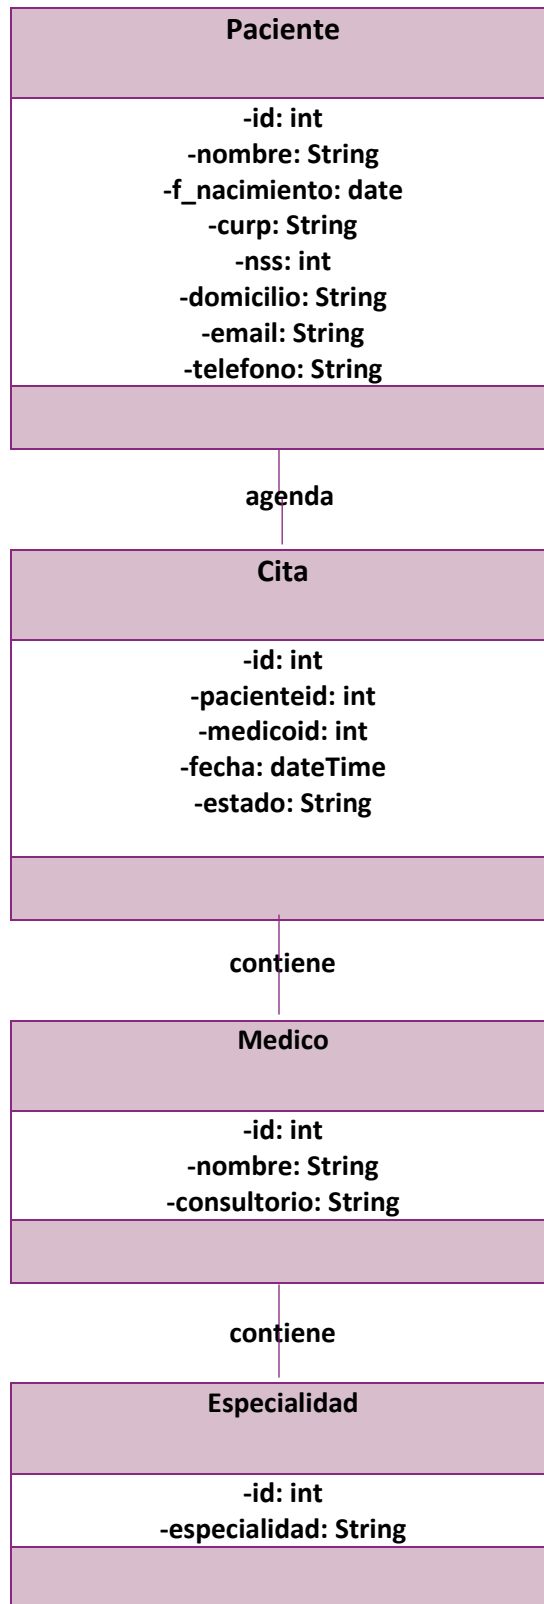 Paciente
-id: int
-nombre: String
-f_nacimiento: date
-curp: String
-nss: int
-domicilio: String
-email: String
-telefono: String
agenda
Cita
-id: int
-pacienteid: int
-medicoid: int
-fecha: dateTime
-estado: String
contiene
Medico
-id: int
-nombre: String
-consultorio: String
contiene
Especialidad
-id: int
-especialidad: String